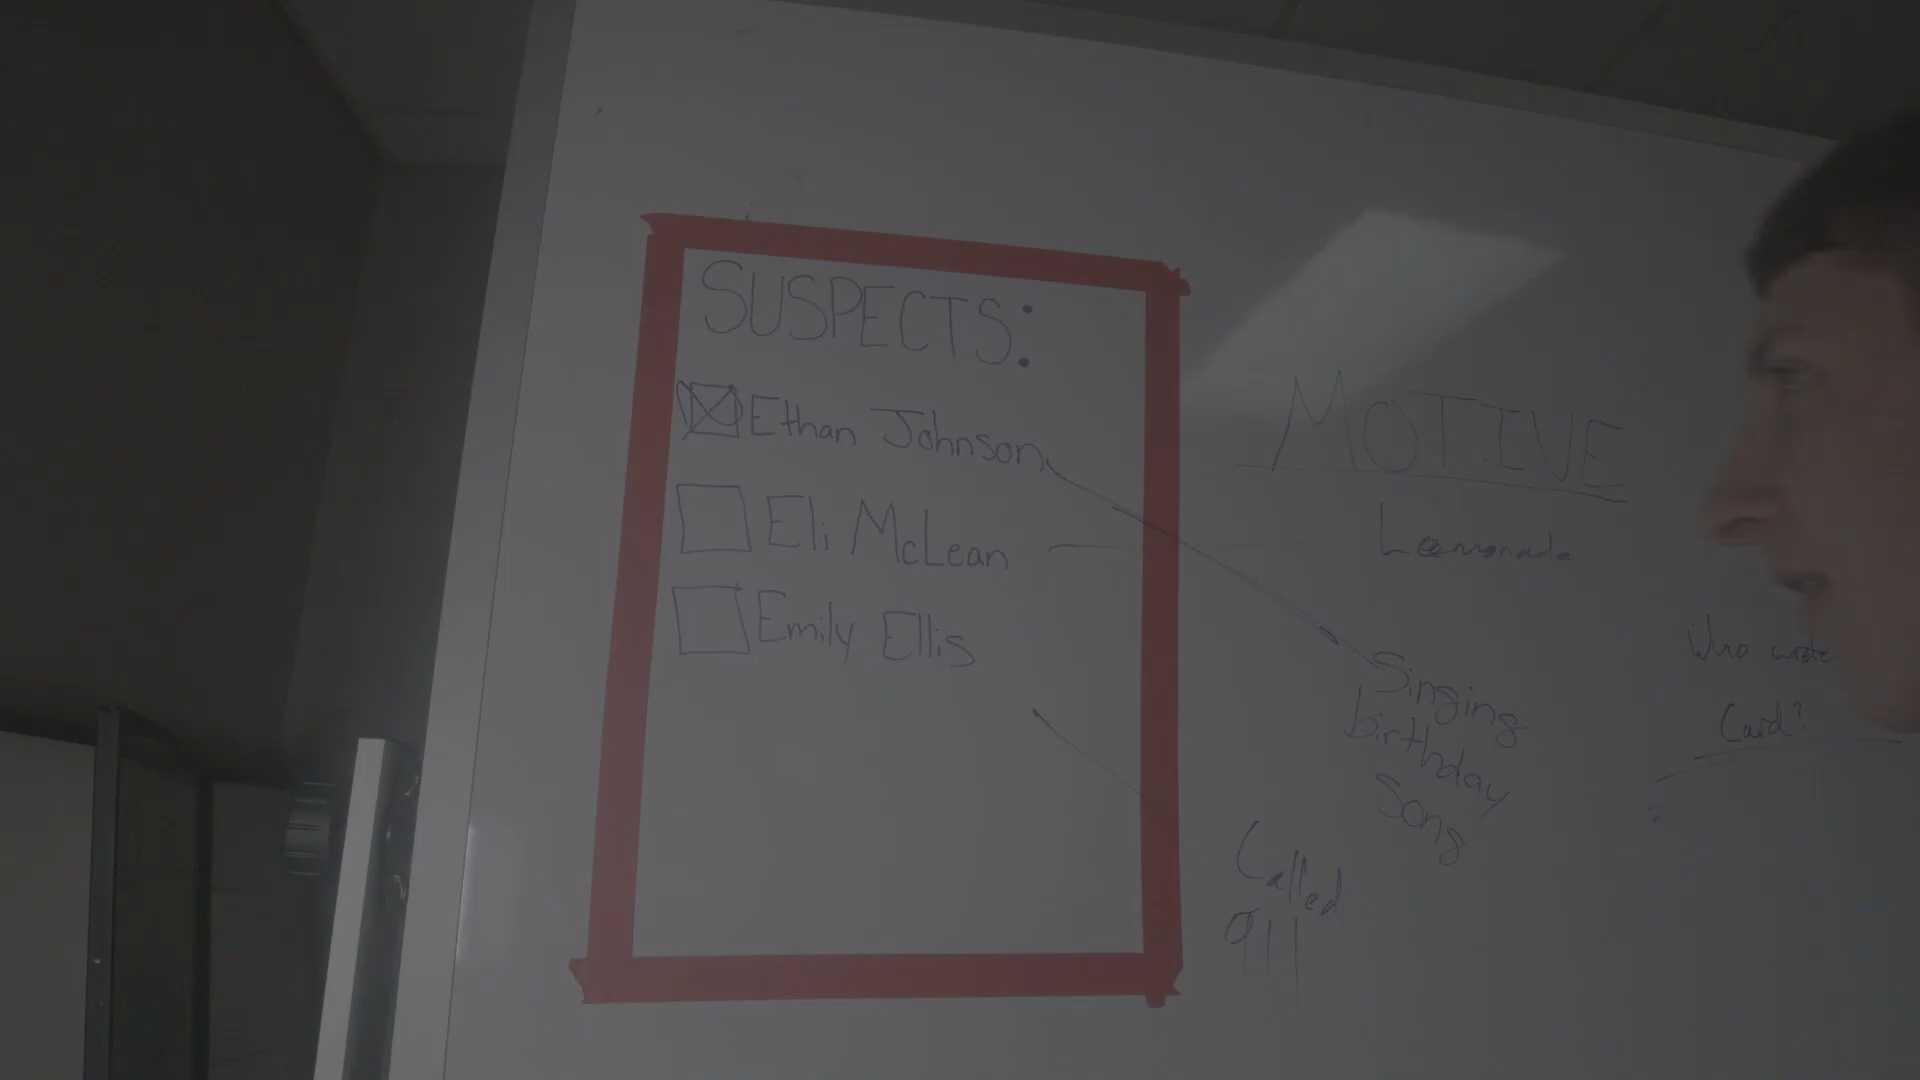 SUSPECTS:
Ethan Johnson
Eli McLean
Emily Ellis
MOTIVE
Lemonade
Singing
birthday
Song
Called
911
Who wrote
Card?